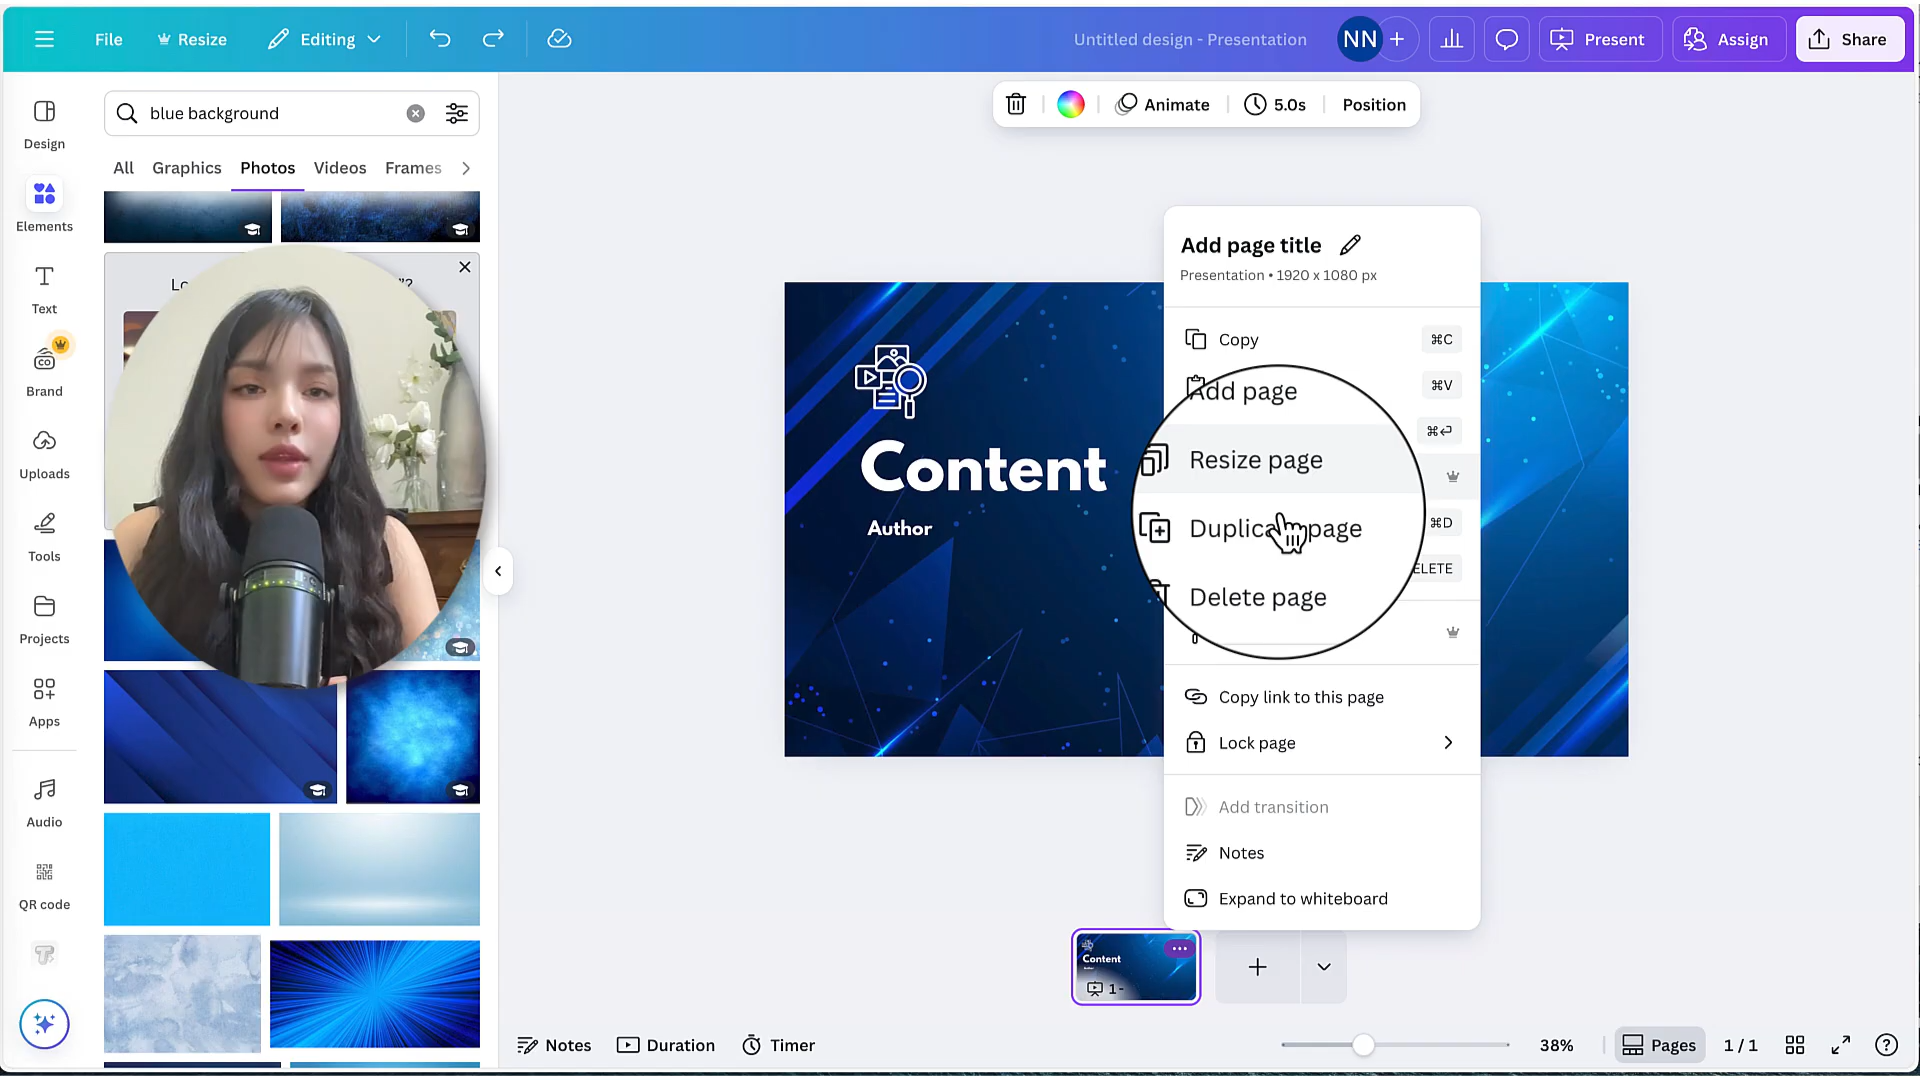 File
Resize
Editing
Untitled design - Presentation
NN
Present
Assign
Share
Design
Elements
Text
Brand
Uploads
Tools
Projects
Apps
Audio
QR code
blue background
All
Graphics
Photos
Videos
Frames
Animate
5.0s
Position
Content
Author
Add page title
Presentation • 1920 x 1080 px
Copy
⌘C
Add page
⌘V
⌘↵
Resize page
Duplicate page
⌘D
Delete page
Copy link to this page
Lock page
Add transition
Notes
Expand to whiteboard
Content
1
Notes
Duration
Timer
38%
Pages
1 / 1